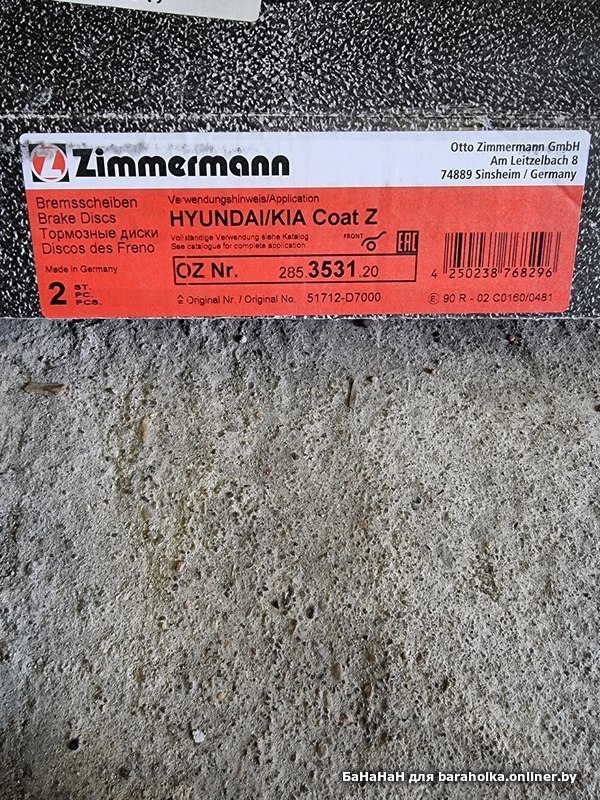 Zimmermann
Otto Zimmermann GmbH
Am Leitzelbach 8
74889 Sinsheim / Germany
Bremsscheiben
Brake Discs
Тормозные диски
Discos des Freno
Made in Germany
2 ST.
PC.
PCS.
Verwendungshinweis/Application
HYUNDAI/KIA Coat Z
Vollständige Verwendung siehe Katalog
See catalogue for complete application
FRONT
EAC
OZ Nr. 285.3531.20
≙ Original Nr. / Original No. 51712-D7000
4 250238 768296
E 90 R - 02 C0160/0481
БаНаНаН для baraholka.onliner.by